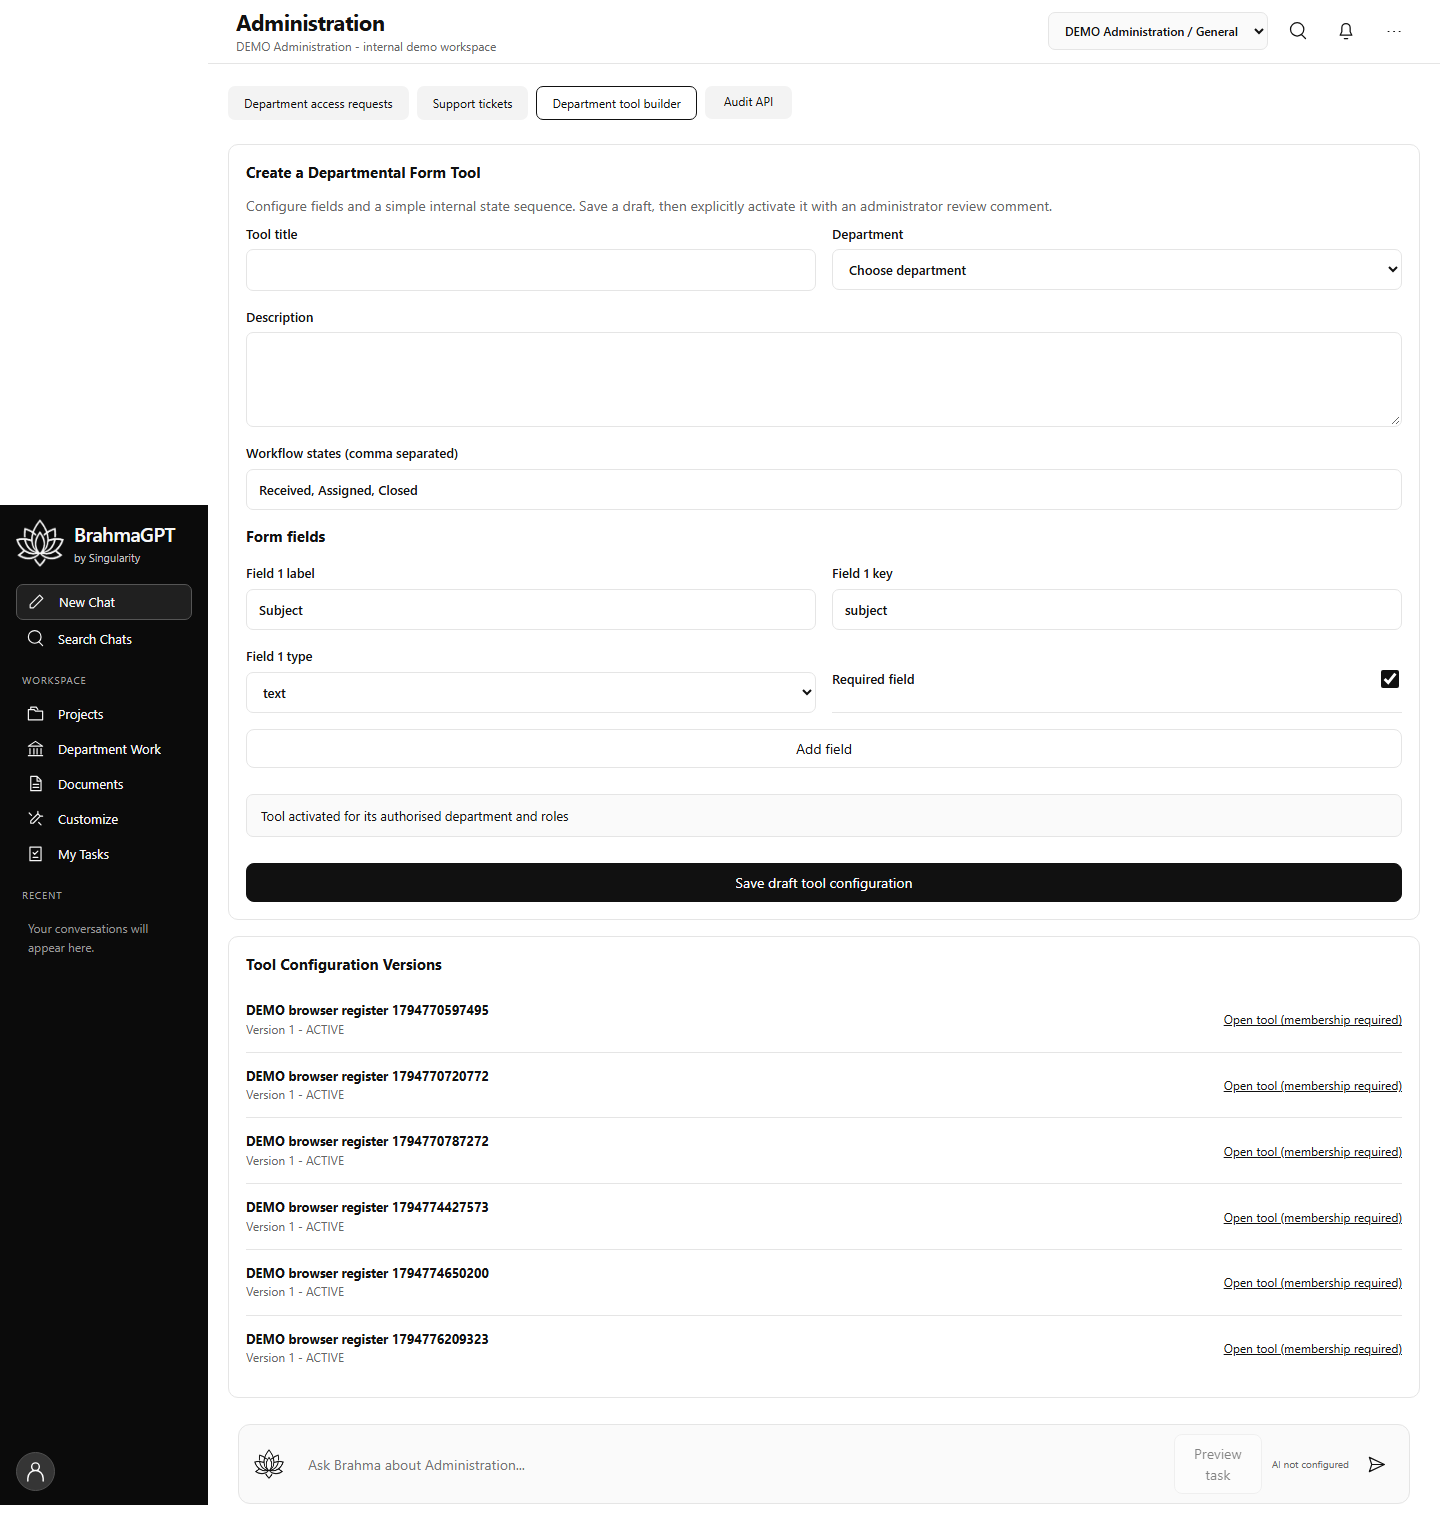 Administration
DEMO Administration - internal demo workspace
DEMO Administration / General
...
Department access requests
Support tickets
Department tool builder
Audit API
Create a Departmental Form Tool
Configure fields and a simple internal state sequence. Save a draft, then explicitly activate it with an administrator review comment.
Tool title
Department
Choose department
Description
Workflow states (comma separated)
Received, Assigned, Closed
Form fields
Field 1 label
Field 1 key
Subject
subject
Field 1 type
text
Required field
Add field
Tool activated for its authorised department and roles
Save draft tool configuration
Tool Configuration Versions
DEMO browser register 1794770597495
Version 1 - ACTIVE
Open tool (membership required)
DEMO browser register 1794770720772
Version 1 - ACTIVE
Open tool (membership required)
DEMO browser register 1794770787272
Version 1 - ACTIVE
Open tool (membership required)
DEMO browser register 1794774427573
Version 1 - ACTIVE
Open tool (membership required)
DEMO browser register 1794774650200
Version 1 - ACTIVE
Open tool (membership required)
DEMO browser register 1794776209323
Version 1 - ACTIVE
Open tool (membership required)
Ask Brahma about Administration...
Preview
task
AI not configured
BrahmaGPT
by Singularity
New Chat
Search Chats
WORKSPACE
Projects
Department Work
Documents
Customize
My Tasks
RECENT
Your conversations will
appear here.